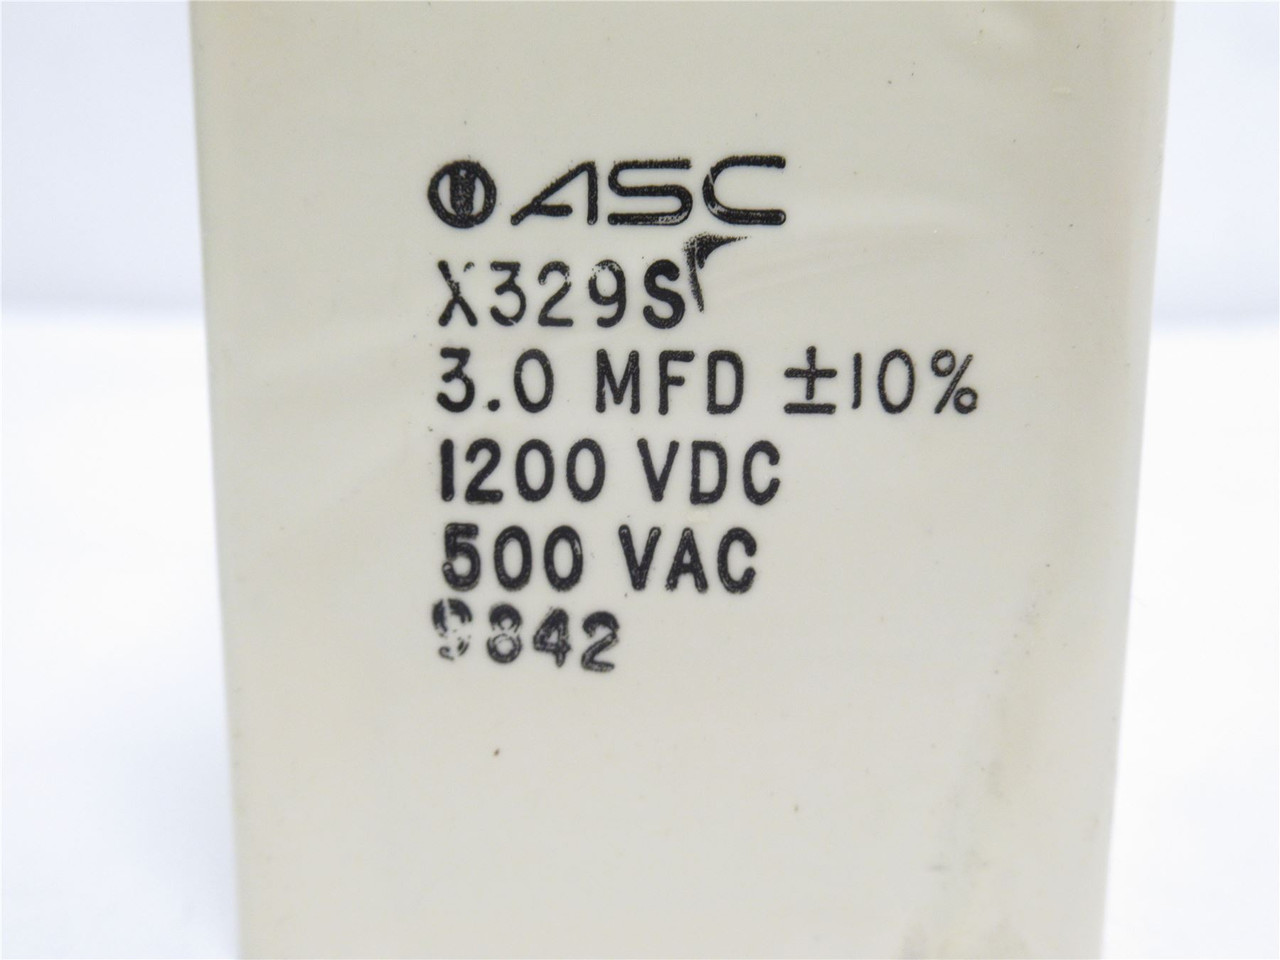 ASC
X329S
3.0 MFD ±10%
1200 VDC
500 VAC
9842